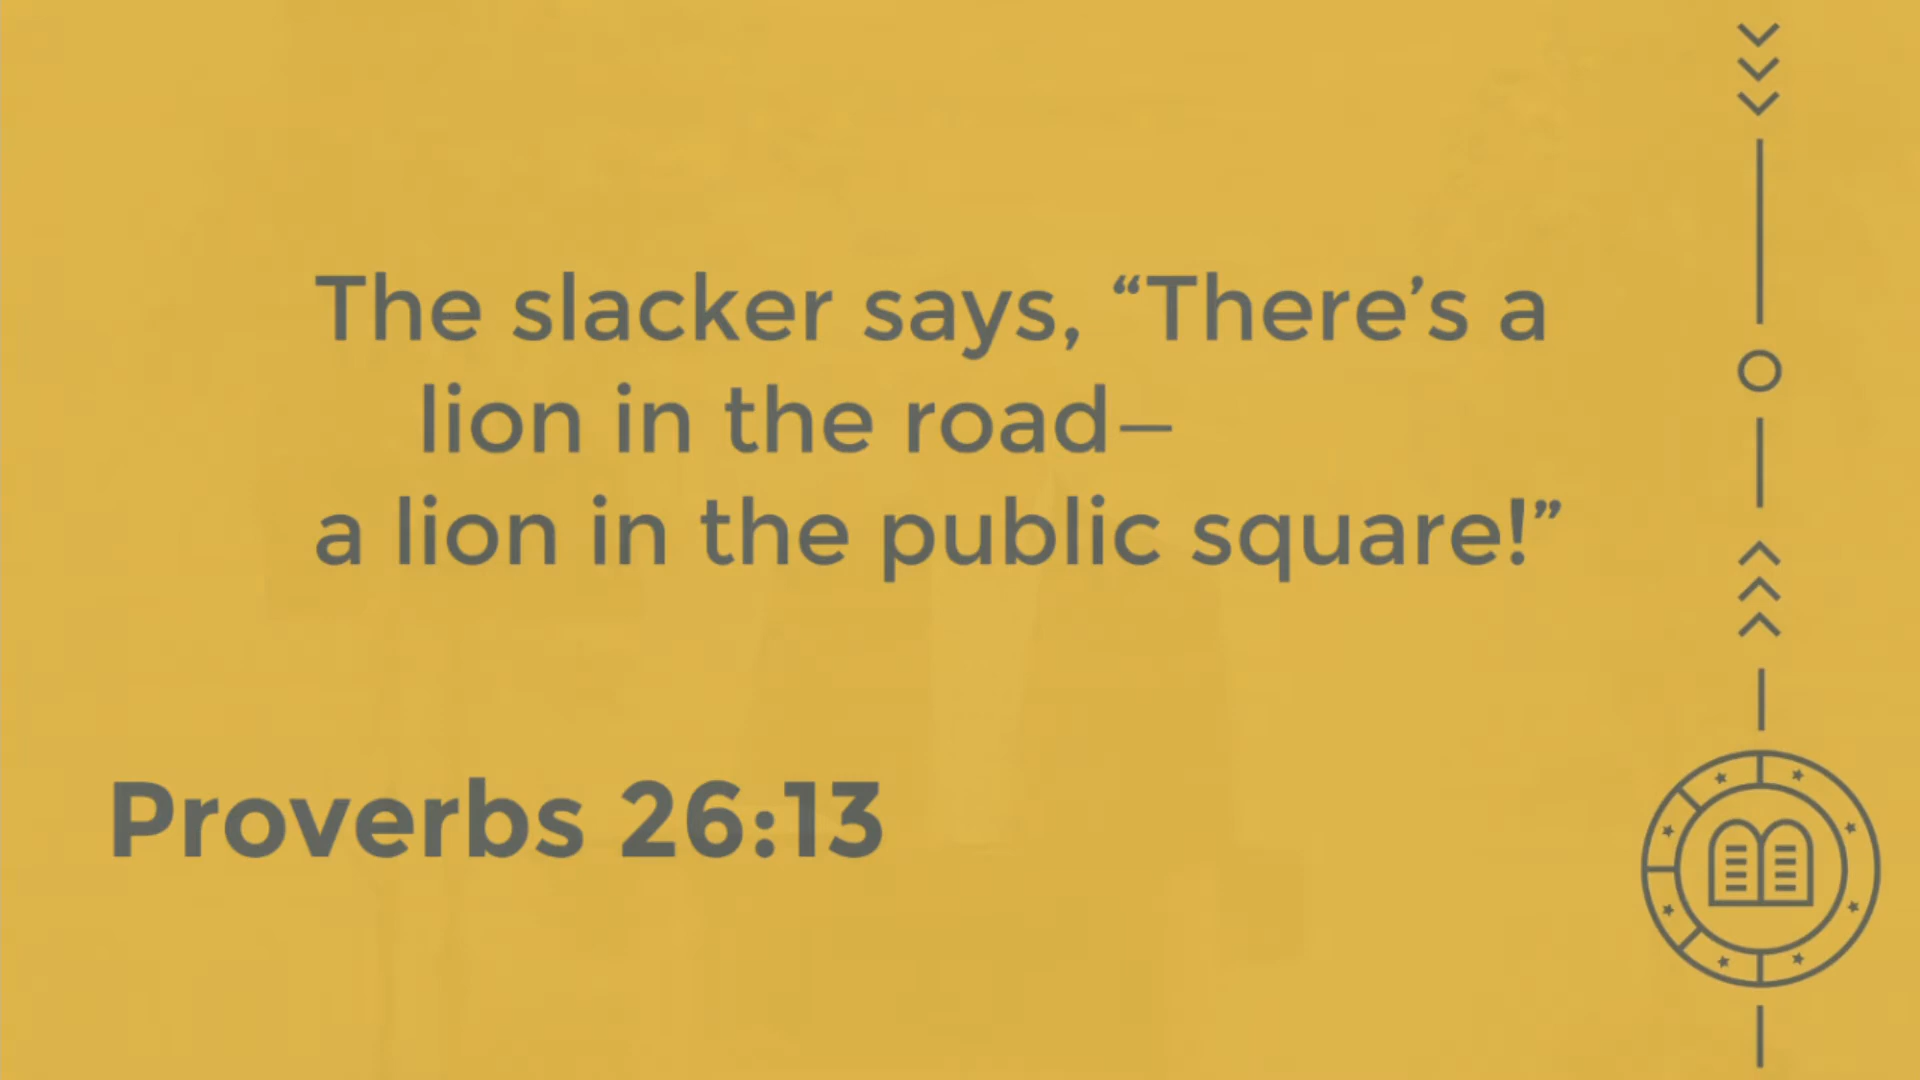 The slacker says, “There’s a
lion in the road—
a lion in the public square!”
Proverbs 26:13